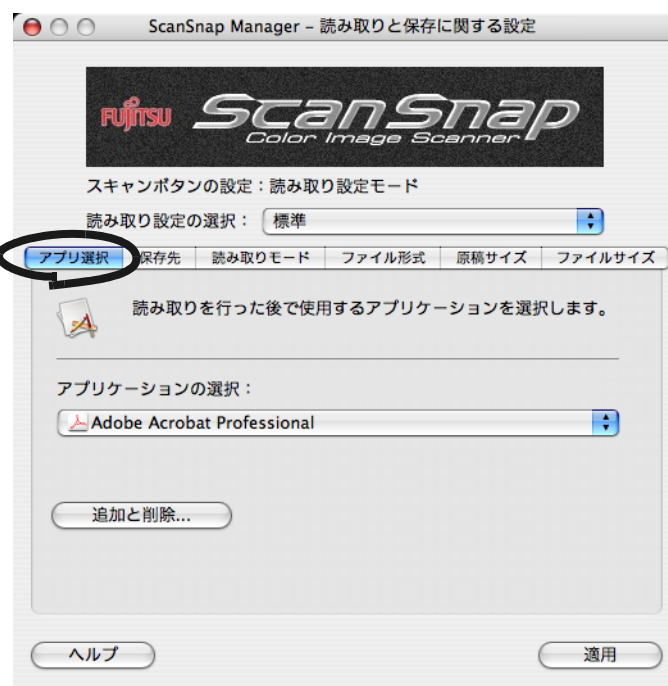 ScanSnap Manager – 読み取りと保存に関する設定
FUJITSU ScanSnap
Color Image Scanner
スキャンボタンの設定：読み取り設定モード
読み取り設定の選択： 標準
アプリ選択 保存先 読み取りモード ファイル形式 原稿サイズ ファイルサイズ
読み取りを行った後で使用するアプリケーションを選択します。
アプリケーションの選択：
Adobe Acrobat Professional
追加と削除...
ヘルプ 適用